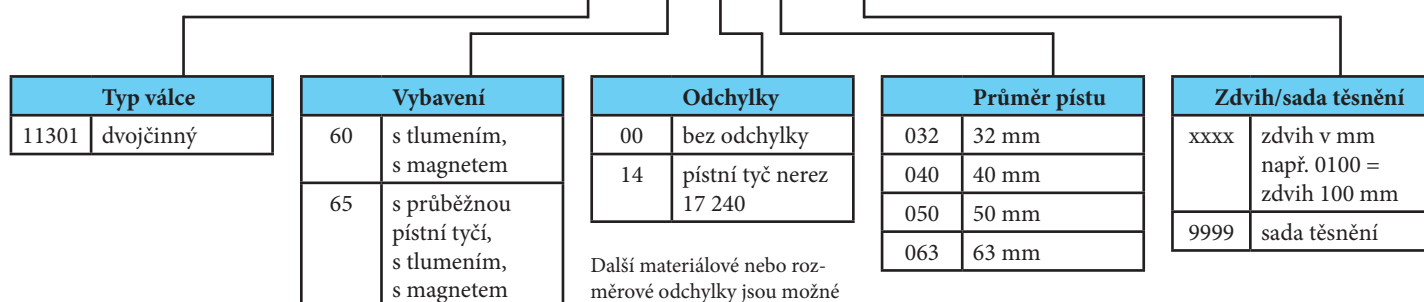 Typ válce
11301 dvojčinný
Vybavení
60 s tlumením,
s magnetem
65 s průběžnou
pístní tyčí,
s tlumením,
s magnetem
Odchylky
00 bez odchylky
14 pístní tyč nerez
17 240
Další materiálové nebo roz-
měrové odchylky jsou možné
Průměr pístu
032 32 mm
040 40 mm
050 50 mm
063 63 mm
Zdvih/sada těsnění
xxxx zdvih v mm
např. 0100 =
zdvih 100 mm
9999 sada těsnění